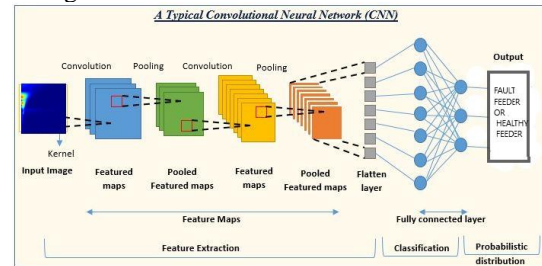 A Typical Convolutional Neural Network (CNN)
Convolution
Pooling
Convolution
Pooling
Output
FAULT
FEEDER
OR
HEALTHY
FEEDER
Kernel
Input Image
Featured
maps
Pooled
Featured maps
Featured
maps
Pooled
Featured maps
Flatten
layer
Feature Maps
Fully connected layer
Feature Extraction
Classification
Probabilistic
distribution